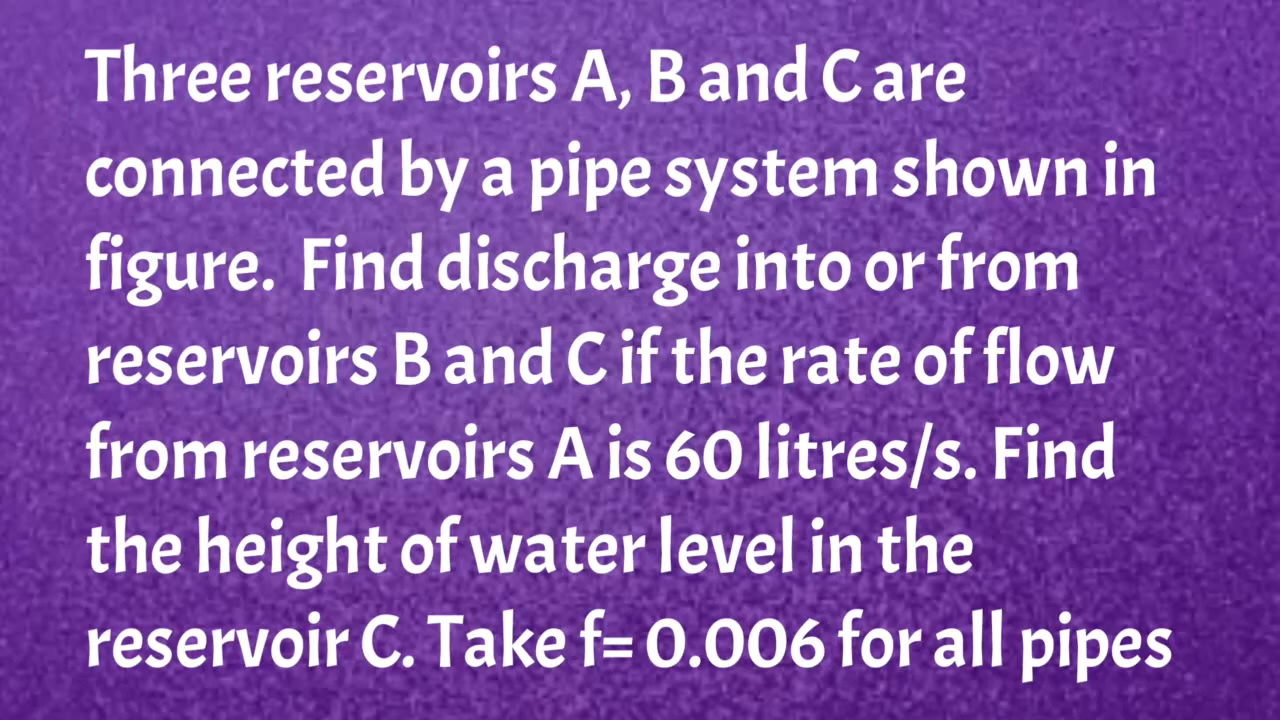 Three reservoirs A, B and C are
connected by a pipe system shown in
figure.  Find discharge into or from
reservoirs B and C if the rate of flow
from reservoirs A is 60 litres/s. Find
the height of water level in the
reservoir C. Take f= 0.006 for all pipes